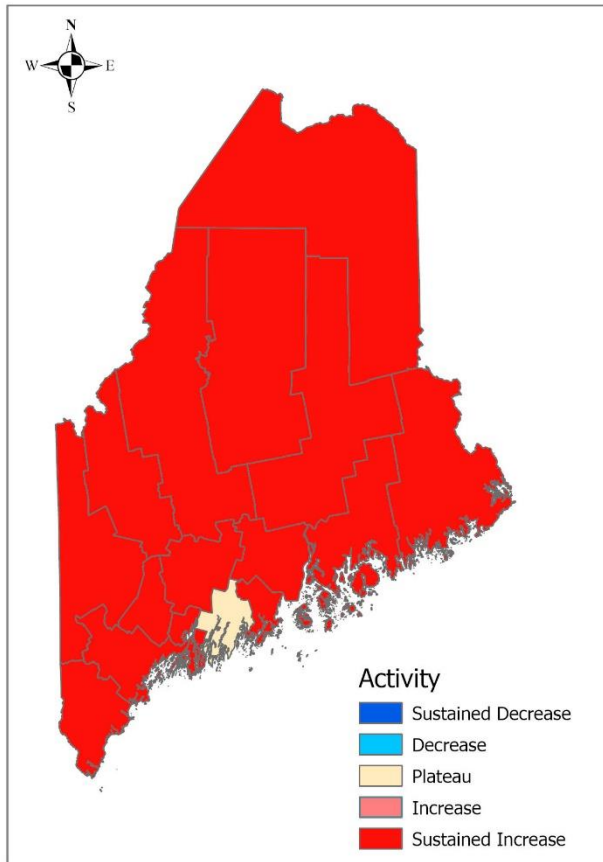 N
W E
S
Activity
Sustained Decrease
Decrease
Plateau
Increase
Sustained Increase